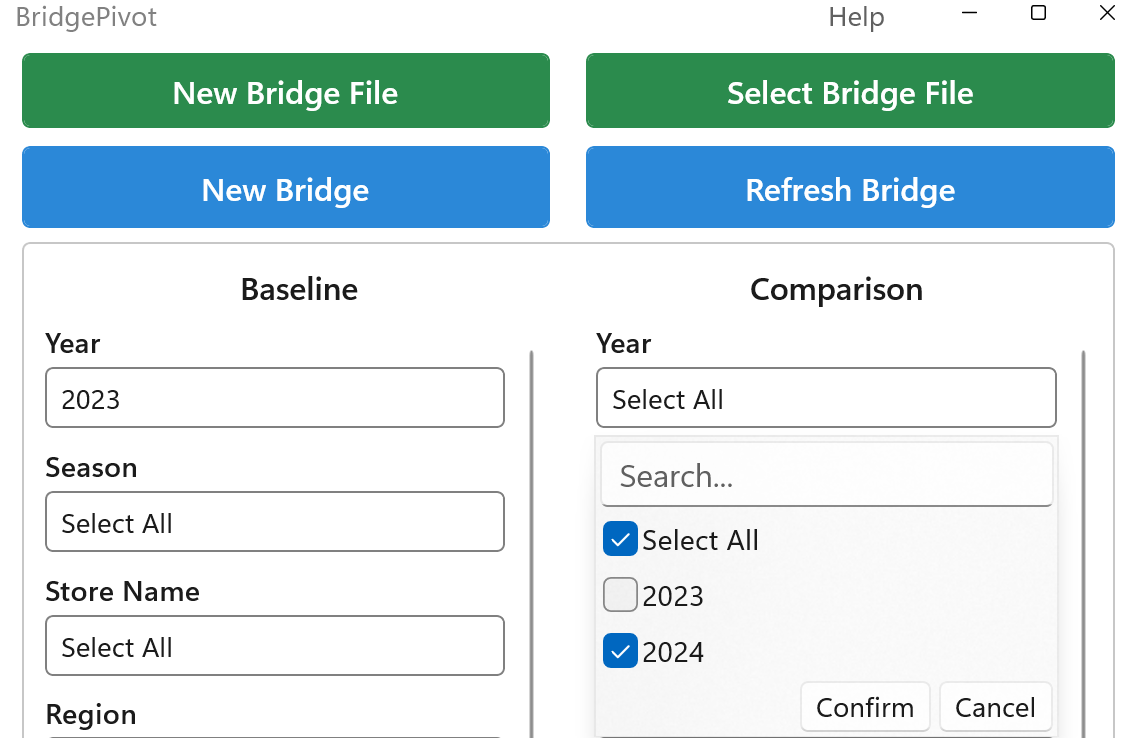 BridgePivot
Help
New Bridge File
Select Bridge File
New Bridge
Refresh Bridge
Baseline
Comparison
Year
2023
Season
Select All
Store Name
Select All
Region
Year
Select All
Search...
Select All
2023
2024
Confirm
Cancel